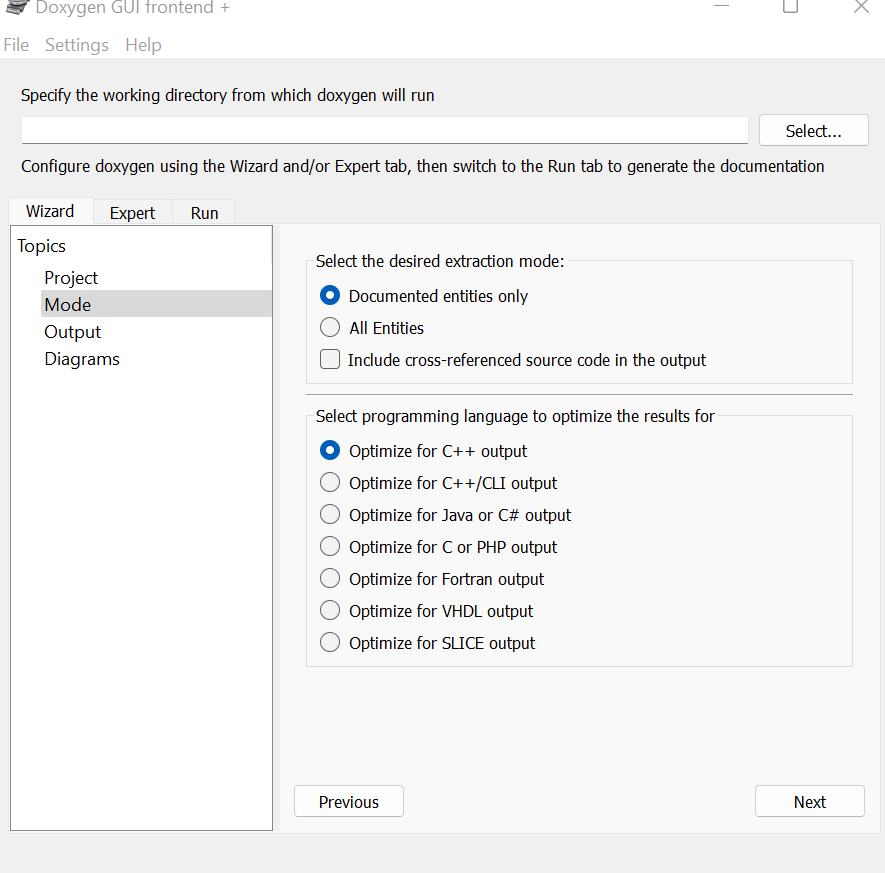 Doxygen GUI frontend +
File Settings Help
Specify the working directory from which doxygen will run
Select...
Configure doxygen using the Wizard and/or Expert tab, then switch to the Run tab to generate the documentation
Wizard Expert Run
Topics
Project
Mode
Output
Diagrams
Select the desired extraction mode:
Documented entities only
All Entities
Include cross-referenced source code in the output
Select programming language to optimize the results for
Optimize for C++ output
Optimize for C++/CLI output
Optimize for Java or C# output
Optimize for C or PHP output
Optimize for Fortran output
Optimize for VHDL output
Optimize for SLICE output
Previous Next